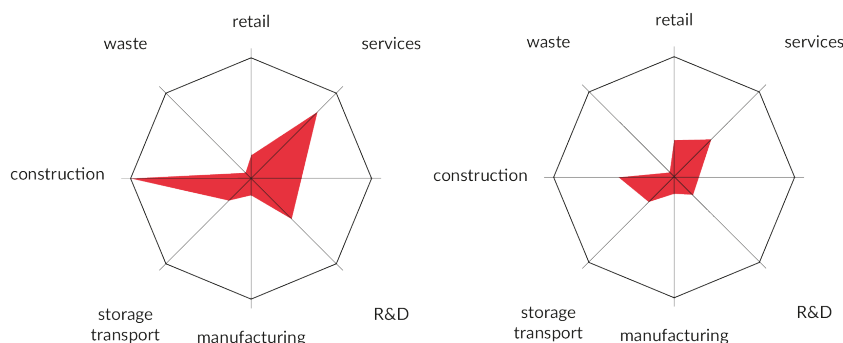 retail
waste
services
construction
storage
transport
manufacturing
R&D
retail
waste
services
construction
storage
transport
manufacturing
R&D